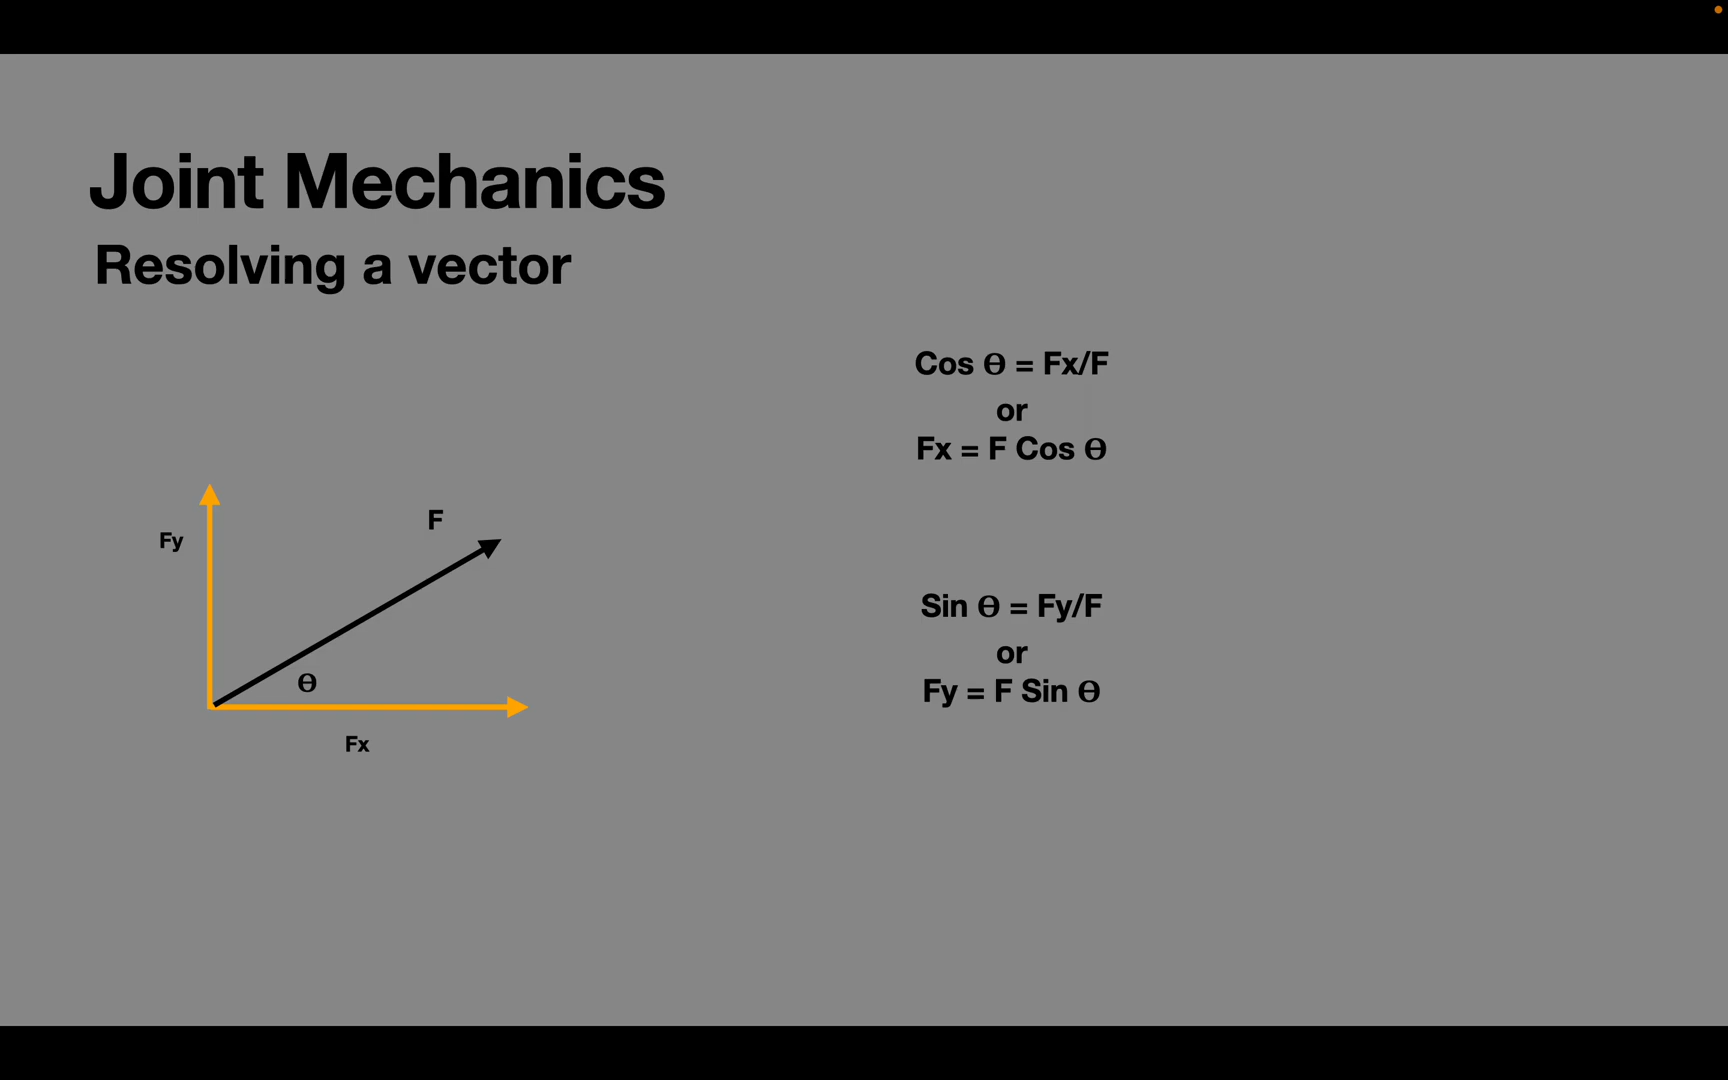 Joint Mechanics
Resolving a vector
Cos Ɵ = Fx/F
or
Fx = F Cos Ɵ
Fy
F
Ɵ
Fx
Sin Ɵ = Fy/F
or
Fy = F Sin Ɵ